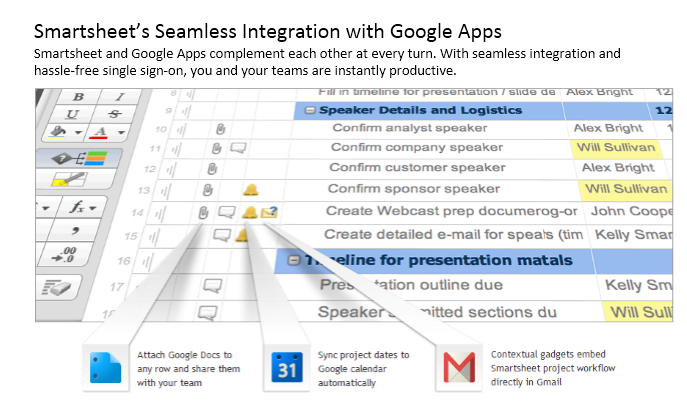 Smartsheet's Seamless Integration with Google Apps
Smartsheet and Google Apps complement each other at every turn. With seamless integration and
hassle-free single sign-on, you and your teams are instantly productive.
B I
8 Fill in timeline for presentation / slide de Alex Bright 12
U S 9 Speaker Details and Logistics 12
A 10 Confirm analyst speaker Alex Bright 1
11 Confirm company speaker Will Sullivan
12 Confirm customer speaker Alex Bright
13 Confirm sponsor speaker Will Sullivan
fx 14 Create Webcast prep documerog-or John Coope
, 15 Create detailed e-mail for speals (tim Kelly Smar
.00
→.0 16 Timeline for presentation matals
17 Pres tation outline due Kelly Sm
18 Speaker mitted sections du Will Sull
Attach Google Docs to
any row and share them
with your team
31
Sync project dates to
Google calendar
automatically
M
Contextual gadgets embed
Smartsheet project workflow
directly in Gmail